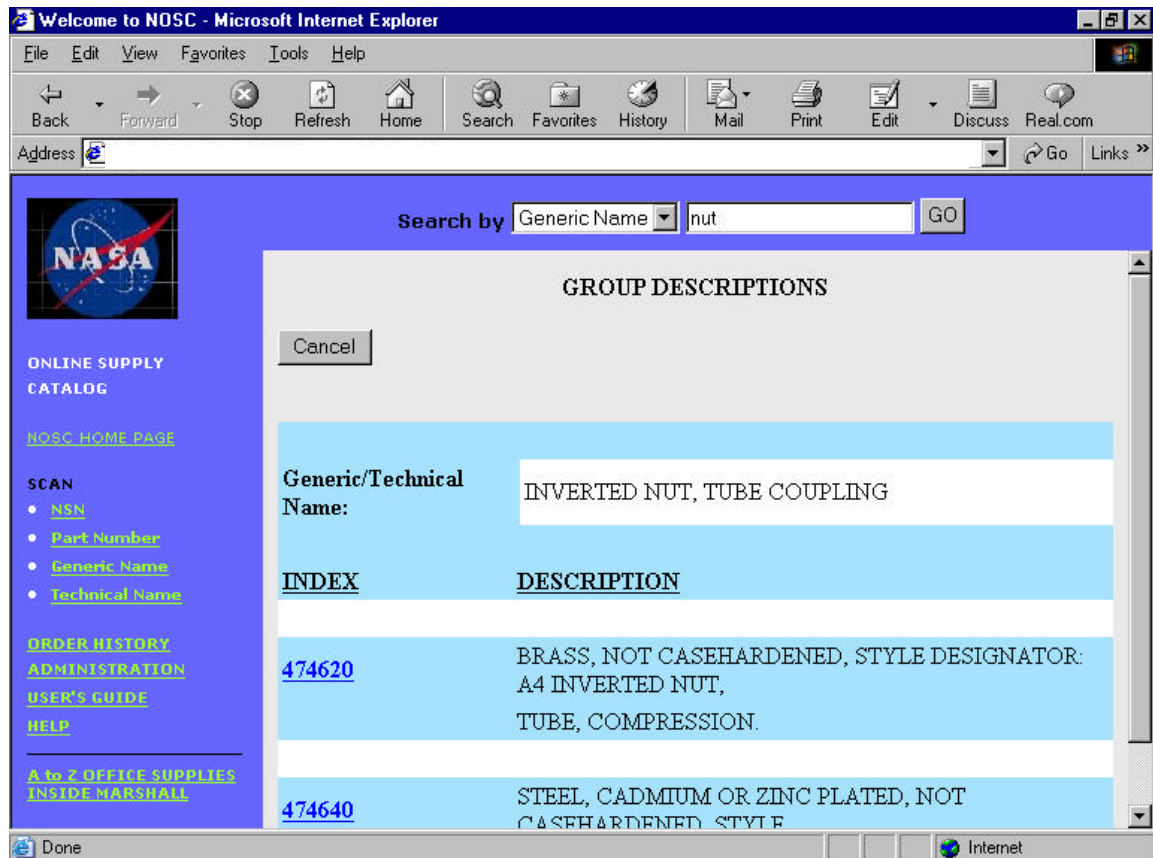 Welcome to NOSC - Microsoft Internet Explorer
File Edit View Favorites Tools Help
Back Forward Stop Refresh Home Search Favorites History Mail Print Edit Discuss Real.com
Address Go Links »
NASA
Search by Generic Name nut GO
GROUP DESCRIPTIONS
Cancel
ONLINE SUPPLY
CATALOG
NOSC HOME PAGE
SCAN
NSN
Part Number
Generic Name
Technical Name
ORDER HISTORY
ADMINISTRATION
USER'S GUIDE
HELP
A to Z OFFICE SUPPLIES
INSIDE MARSHALL
Generic/Technical
Name:
INVERTED NUT, TUBE COUPLING
INDEX DESCRIPTION
474620
BRASS, NOT CASEHARDENED, STYLE DESIGNATOR:
A4 INVERTED NUT,
TUBE, COMPRESSION.
474640
STEEL, CADMIUM OR ZINC PLATED, NOT
CASEHARDENED, STYLE
Done Internet